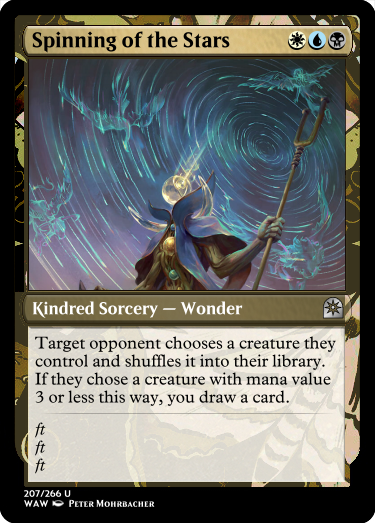 Spinning of the Stars
Kindred Sorcery — Wonder
Target opponent chooses a creature they
control and shuffles it into their library.
If they chose a creature with mana value
3 or less this way, you draw a card.
ft
ft
ft
207/266 U
WAW Peter Mohrbacher